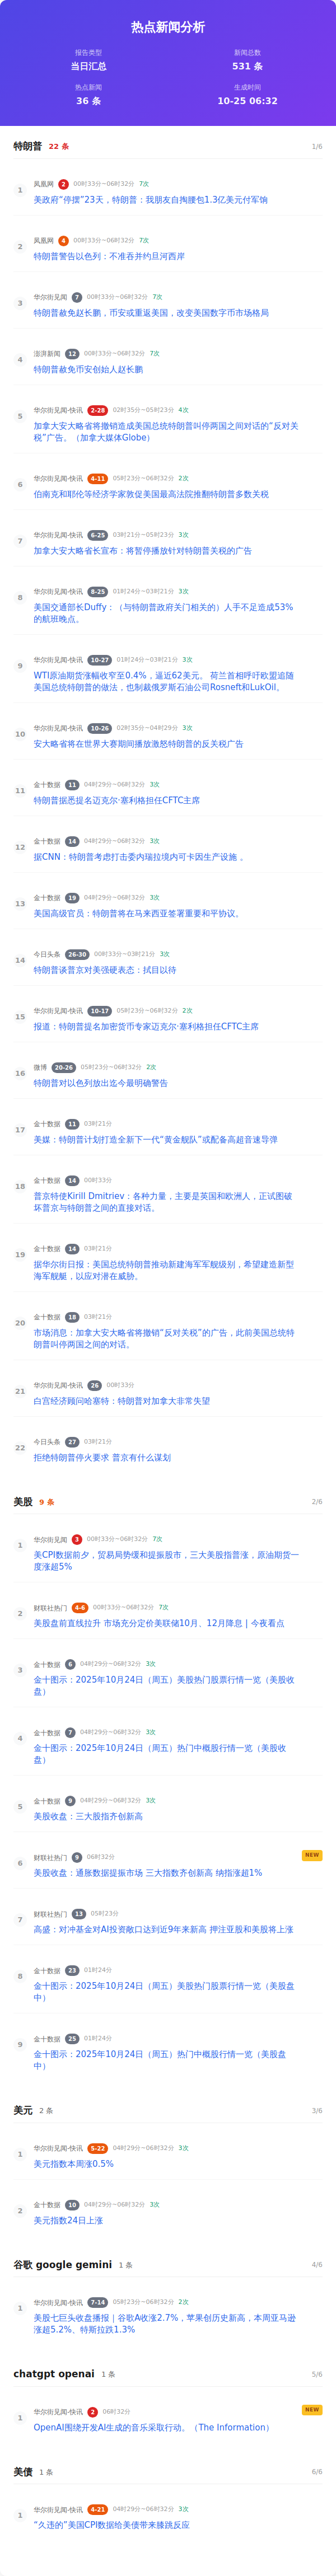 热点新闻分析
报告类型
新闻总数
当日汇总
531 条
热点新闻
生成时间
36 条
10-25 06:32
特朗普 22 条 1/6
1
凤凰网 2 00时33分~06时32分 7次
美政府“停摆”23天，特朗普：我朋友自掏腰包1.3亿美元付军饷
2
凤凰网 4 00时33分~06时32分 7次
特朗普警告以色列：不准吞并约旦河西岸
3
华尔街见闻 7 00时33分~06时32分 7次
特朗普赦免赵长鹏，币安或重返美国，改变美国数字币市场格局
4
澎湃新闻 12 00时33分~06时32分 7次
特朗普赦免币安创始人赵长鹏
5
华尔街见闻-快讯 2-28 02时35分~05时23分 4次
加拿大安大略省将撤销造成美国总统特朗普叫停两国之间对话的“反对关
税”广告。（加拿大媒体Globe）
6
华尔街见闻-快讯 4-11 05时23分~06时32分 2次
伯南克和耶伦等经济学家敦促美国最高法院推翻特朗普多数关税
7
华尔街见闻-快讯 6-25 03时21分~05时23分 3次
加拿大安大略省长宣布：将暂停播放针对特朗普关税的广告
8
华尔街见闻-快讯 8-25 01时24分~03时21分 3次
美国交通部长Duffy：（与特朗普政府关门相关的）人手不足造成53%
的航班晚点。
9
华尔街见闻-快讯 10-27 01时24分~03时21分 3次
WTI原油期货涨幅收窄至0.4%，逼近62美元。 荷兰首相呼吁欧盟追随
美国总统特朗普的做法，也制裁俄罗斯石油公司Rosneft和LukOil。
10
华尔街见闻-快讯 10-26 02时35分~04时29分 3次
安大略省将在世界大赛期间播放激怒特朗普的反关税广告
11
金十数据 11 04时29分~06时32分 3次
特朗普据悉提名迈克尔·塞利格担任CFTC主席
12
金十数据 14 04时29分~06时32分 3次
据CNN：特朗普考虑打击委内瑞拉境内可卡因生产设施 。
13
金十数据 19 04时29分~06时32分 3次
美国高级官员：特朗普将在马来西亚签署重要和平协议。
14
今日头条 26-30 00时33分~03时21分 3次
特朗普谈普京对美强硬表态：拭目以待
15
华尔街见闻-快讯 10-17 05时23分~06时32分 2次
报道：特朗普提名加密货币专家迈克尔·塞利格担任CFTC主席
16
微博 20-26 05时23分~06时32分 2次
特朗普对以色列放出迄今最明确警告
17
金十数据 11 03时21分
美媒：特朗普计划打造全新下一代“黄金舰队”或配备高超音速导弹
18
金十数据 14 00时33分
普京特使Kirill Dmitriev：各种力量，主要是英国和欧洲人，正试图破
坏普京与特朗普之间的直接对话。
19
金十数据 14 03时21分
据华尔街日报：美国总统特朗普推动新建海军军舰级别，希望建造新型
海军舰艇，以应对潜在威胁。
20
金十数据 18 03时21分
市场消息：加拿大安大略省将撤销“反对关税”的广告，此前美国总统特
朗普叫停两国之间的对话。
21
华尔街见闻-快讯 26 00时33分
白宫经济顾问哈塞特：特朗普对加拿大非常失望
22
今日头条 27 03时21分
拒绝特朗普停火要求 普京有什么谋划
美股 9 条 2/6
1
华尔街见闻 3 00时33分~06时32分 7次
美CPI数据前夕，贸易局势缓和提振股市，三大美股指普涨，原油期货一
度涨超5%
2
财联社热门 4-6 00时33分~06时32分 7次
美股盘前直线拉升 市场充分定价美联储10月、12月降息 | 今夜看点
3
金十数据 6 04时29分~06时32分 3次
金十图示：2025年10月24日（周五）美股热门股票行情一览（美股收
盘）
4
金十数据 7 04时29分~06时32分 3次
金十图示：2025年10月24日（周五）热门中概股行情一览（美股收
盘）
5
金十数据 9 04时29分~06时32分 3次
美股收盘：三大股指齐创新高
6
财联社热门 9 06时32分 NEW
美股收盘：通胀数据提振市场 三大指数齐创新高 纳指涨超1%
7
财联社热门 13 05时23分
高盛：对冲基金对AI投资敞口达到近9年来新高 押注亚股和美股将上涨
8
金十数据 23 01时24分
金十图示：2025年10月24日（周五）美股热门股票行情一览（美股盘
中）
9
金十数据 25 01时24分
金十图示：2025年10月24日（周五）热门中概股行情一览（美股盘
中）
美元 2 条 3/6
1
华尔街见闻-快讯 5-22 04时29分~06时32分 3次
美元指数本周涨0.5%
2
金十数据 10 04时29分~06时32分 3次
美元指数24日上涨
谷歌 google gemini 1 条 4/6
1
华尔街见闻-快讯 7-14 05时23分~06时32分 2次
美股七巨头收盘播报｜谷歌A收涨2.7%，苹果创历史新高，本周亚马逊
涨超5.2%、特斯拉跌1.3%
chatgpt openai 1 条 5/6
1
华尔街见闻-快讯 2 06时32分 NEW
OpenAI围绕开发AI生成的音乐采取行动。（The Information）
美债 1 条 6/6
1
华尔街见闻-快讯 4-21 04时29分~06时32分 3次
“久违的”美国CPI数据给美债带来膝跳反应